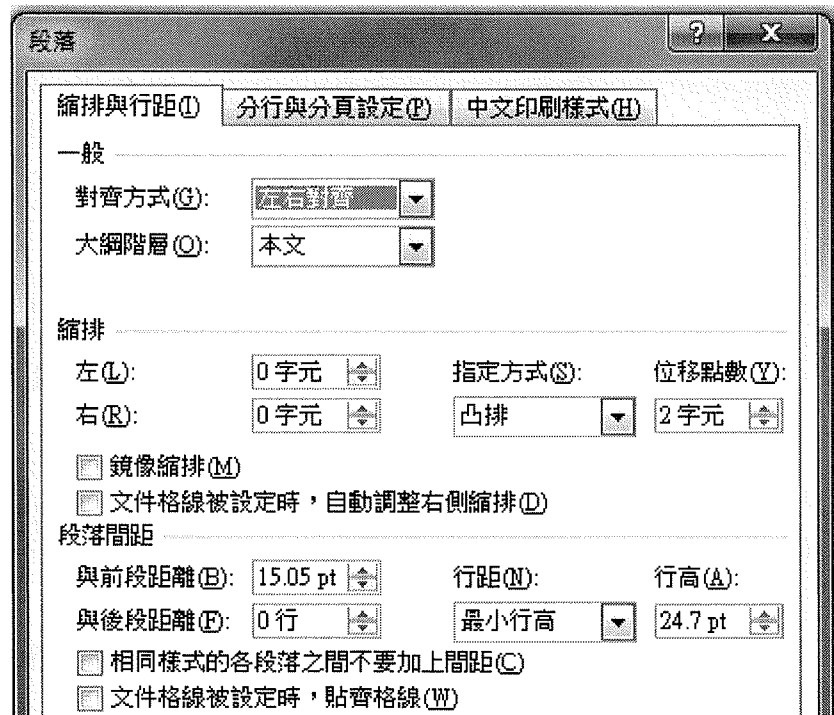 段落
縮排與行距(I) 分行與分頁設定(P) 中文印刷樣式(H)
一般
對齊方式(G): 左右對齊
大綱階層(O): 本文
縮排
左(L): 0 字元 指定方式(S): 位移點數(Y):
右(R): 0 字元 凸排 2 字元
鏡像縮排(M)
文件格線被設定時，自動調整右側縮排(D)
段落間距
與前段距離(B): 15.05 pt 行距(N): 行高(A):
與後段距離(F): 0 行 最小行高 24.7 pt
相同樣式的各段落之間不要加上間距(C)
文件格線被設定時，貼齊格線(W)